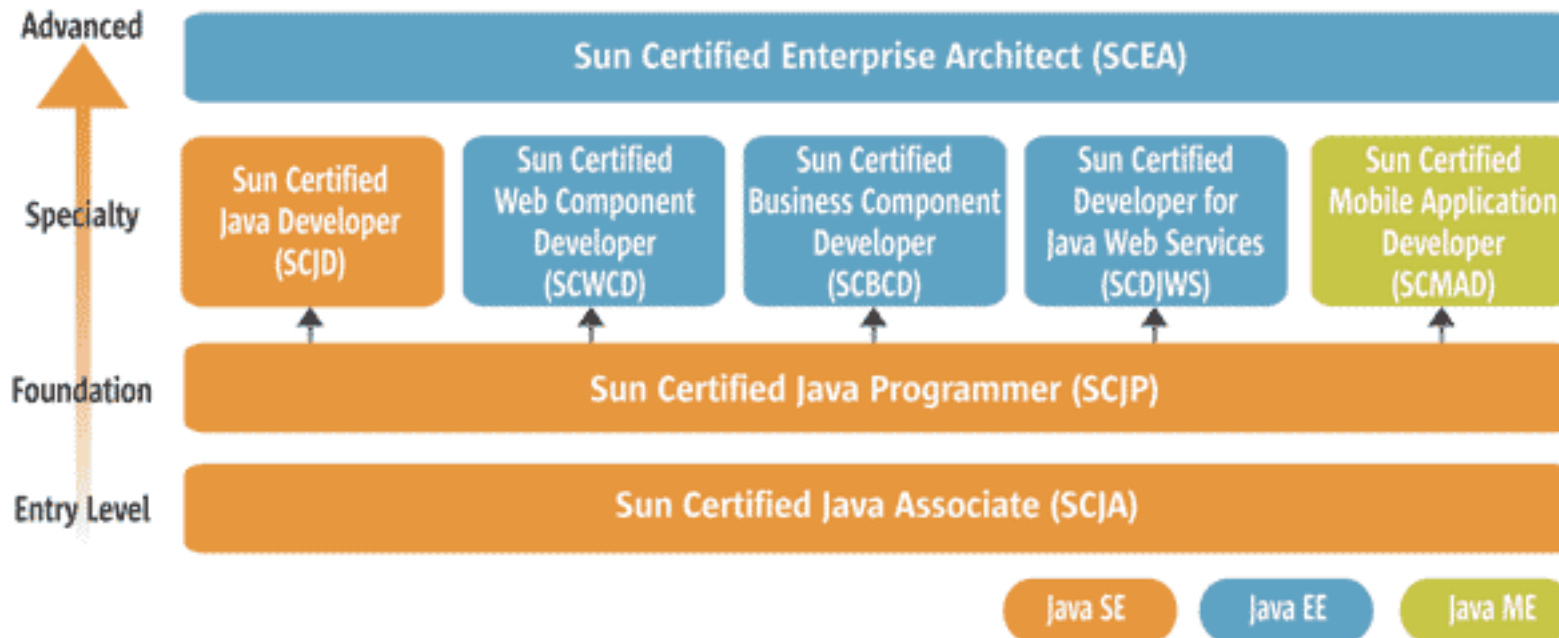 Advanced
Sun Certified Enterprise Architect (SCEA)
Specialty
Sun Certified
Java Developer
(SCJD)
Sun Certified
Web Component
Developer
(SCWCD)
Sun Certified
Business Component
Developer
(SCBCD)
Sun Certified
Developer for
Java Web Services
(SCDJWS)
Sun Certified
Mobile Application
Developer
(SCMAD)
Foundation
Sun Certified Java Programmer (SCJP)
Entry Level
Sun Certified Java Associate (SCJA)
Java SE
Java EE
Java ME